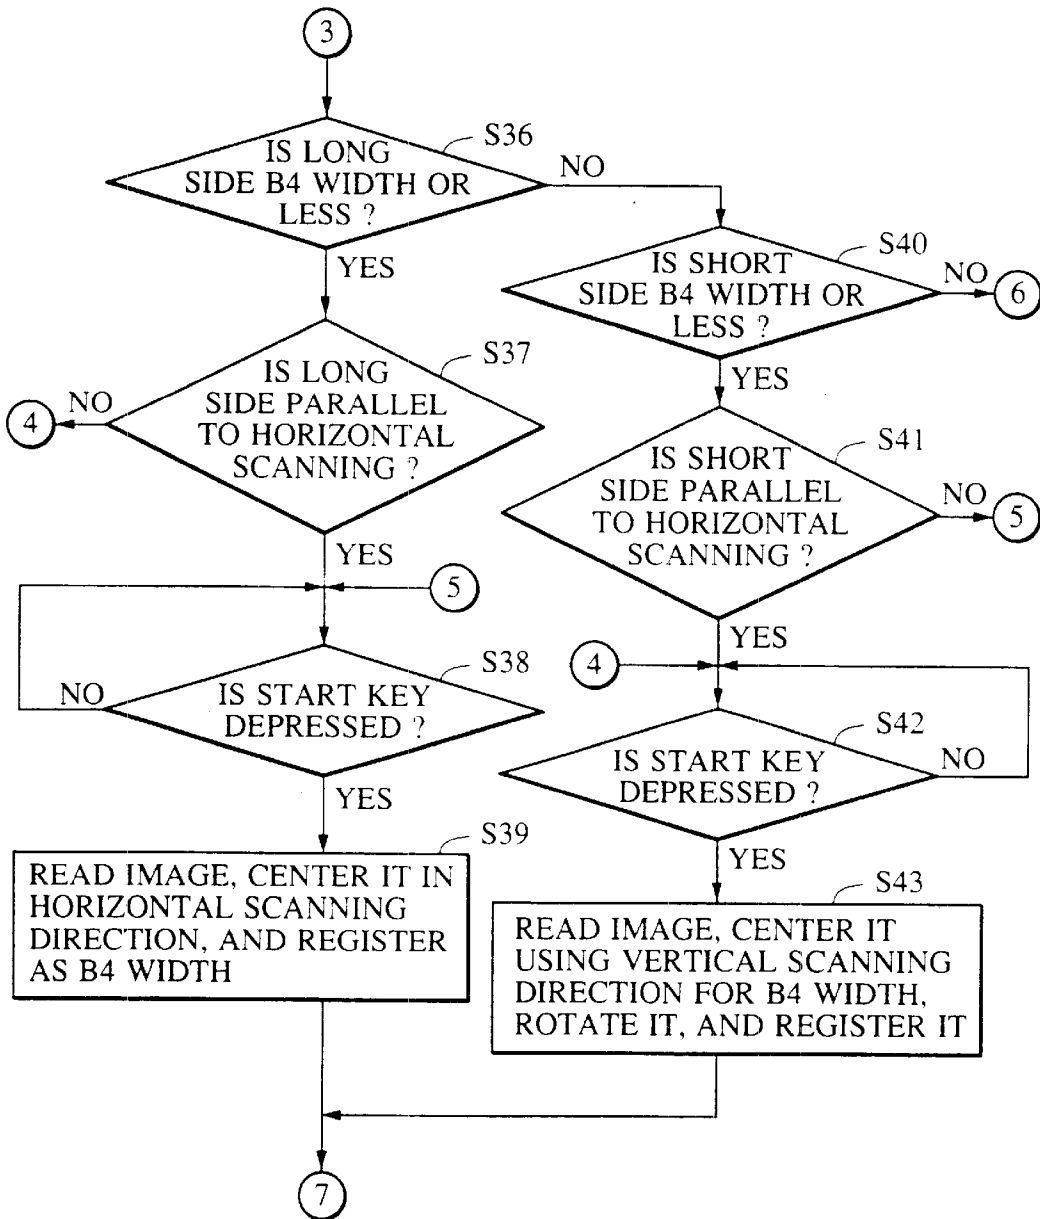 3
S36
IS LONG
SIDE B4 WIDTH OR
LESS ?
NO
YES
S40
IS SHORT
SIDE B4 WIDTH OR
LESS ?
NO
6
YES
S37
IS LONG
SIDE PARALLEL
TO HORIZONTAL
SCANNING ?
NO
4
YES
S41
IS SHORT
SIDE PARALLEL
TO HORIZONTAL
SCANNING ?
NO
5
YES
5
S38
IS START KEY
DEPRESSED ?
NO
YES
4
S42
IS START KEY
DEPRESSED ?
NO
YES
S39
READ IMAGE, CENTER IT IN
HORIZONTAL SCANNING
DIRECTION, AND REGISTER
AS B4 WIDTH
S43
READ IMAGE, CENTER IT
USING VERTICAL SCANNING
DIRECTION FOR B4 WIDTH,
ROTATE IT, AND REGISTER IT
7